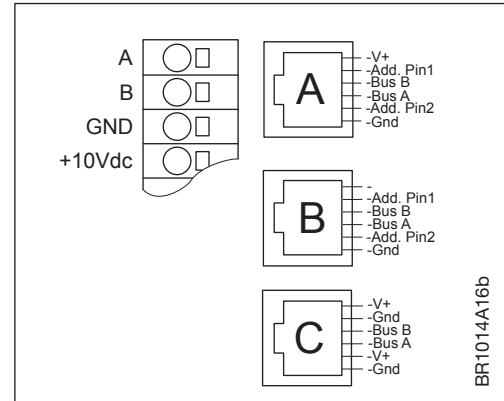 A
B
GND
+10Vdc
A
-V+
-Add. Pin1
-Bus B
-Bus A
-Add. Pin2
-Gnd
B
-
-Add. Pin1
-Bus B
-Bus A
-Add. Pin2
-Gnd
C
-V+
-Gnd
-Bus B
-Bus A
-V+
-Gnd
BR1014A16b